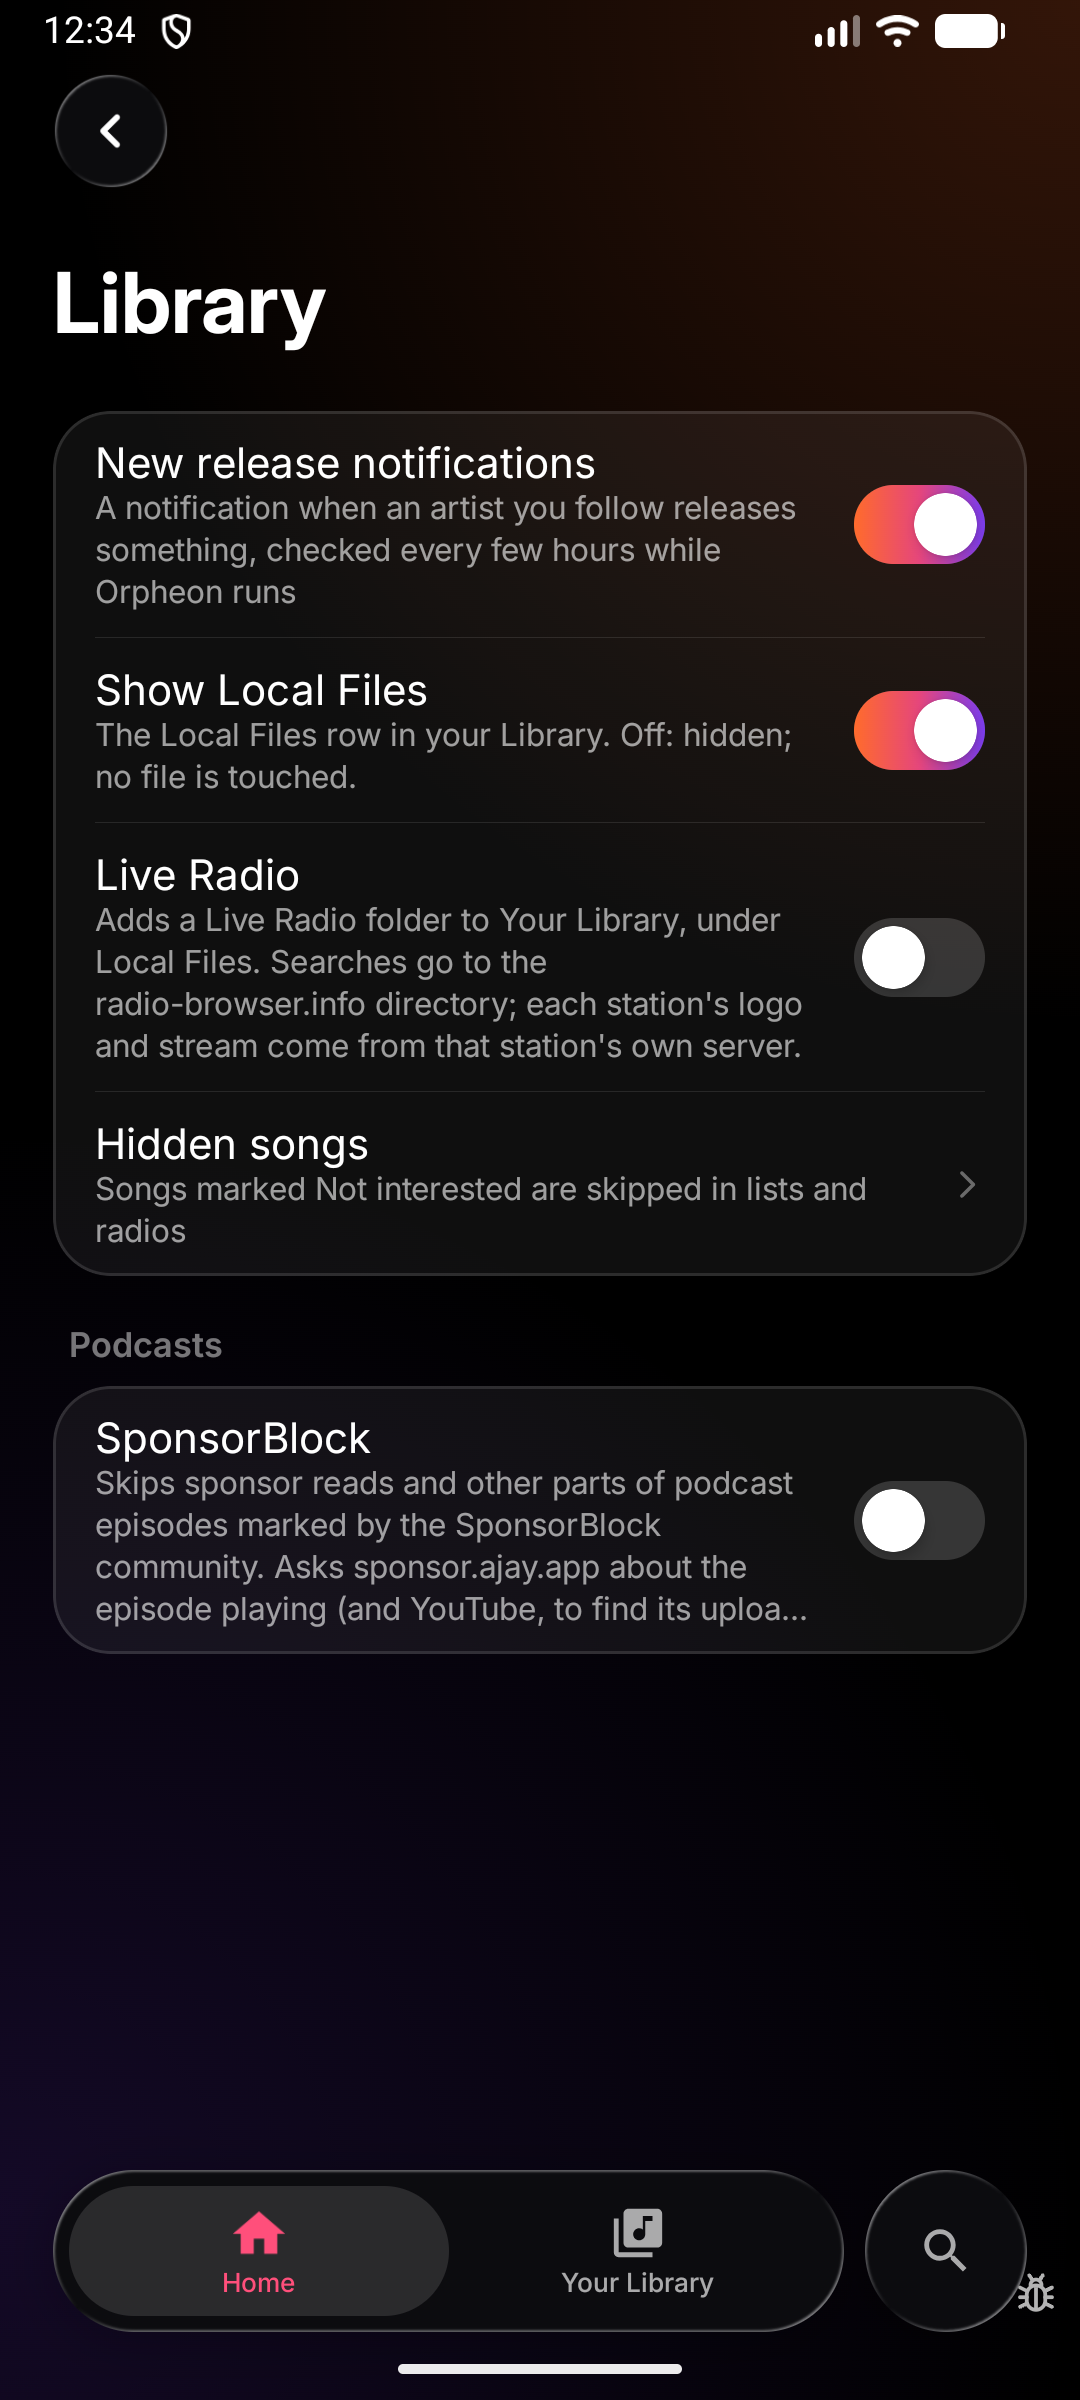 12:34
Library
New release notifications
A notification when an artist you follow releases
something, checked every few hours while
Orpheon runs
Show Local Files
The Local Files row in your Library. Off: hidden;
no file is touched.
Live Radio
Adds a Live Radio folder to Your Library, under
Local Files. Searches go to the
radio-browser.info directory; each station's logo
and stream come from that station's own server.
Hidden songs
Songs marked Not interested are skipped in lists and
radios
Podcasts
SponsorBlock
Skips sponsor reads and other parts of podcast
episodes marked by the SponsorBlock
community. Asks sponsor.ajay.app about the
episode playing (and YouTube, to find its uploa...
Home
Your Library